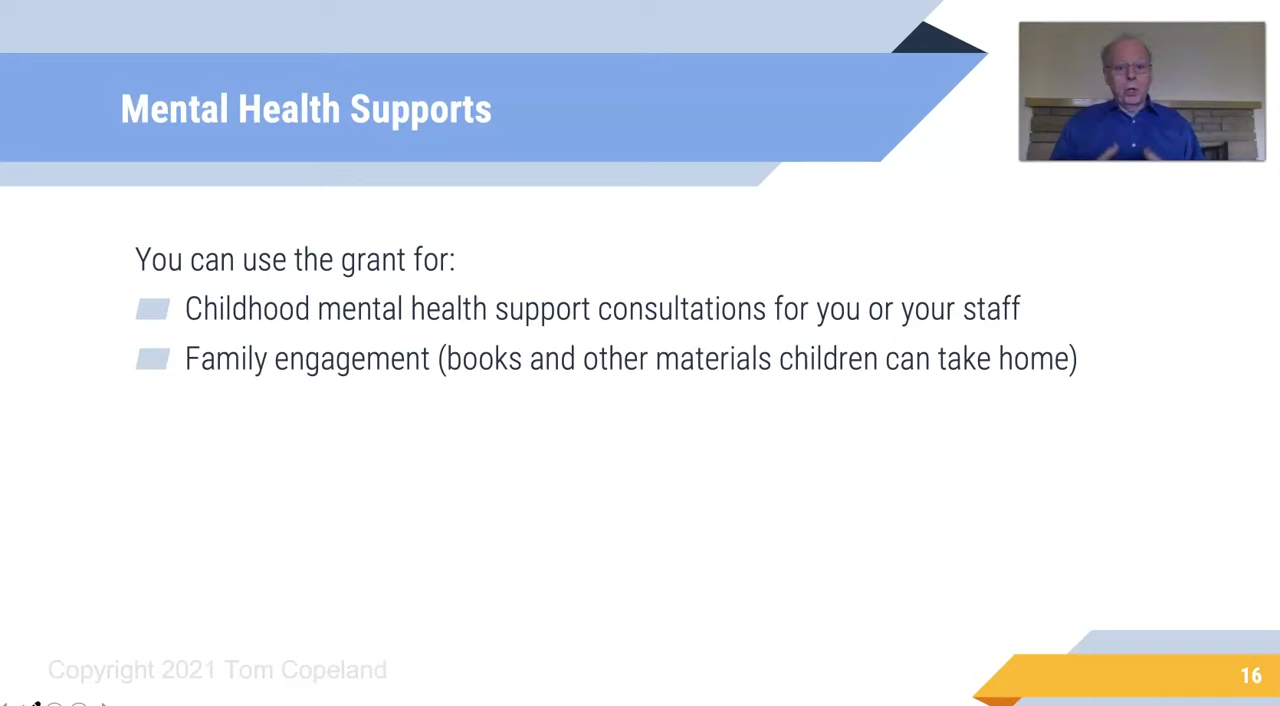 Mental Health Supports
You can use the grant for:
Childhood mental health support consultations for you or your staff
Family engagement (books and other materials children can take home)
Copyright 2021 Tom Copeland
16